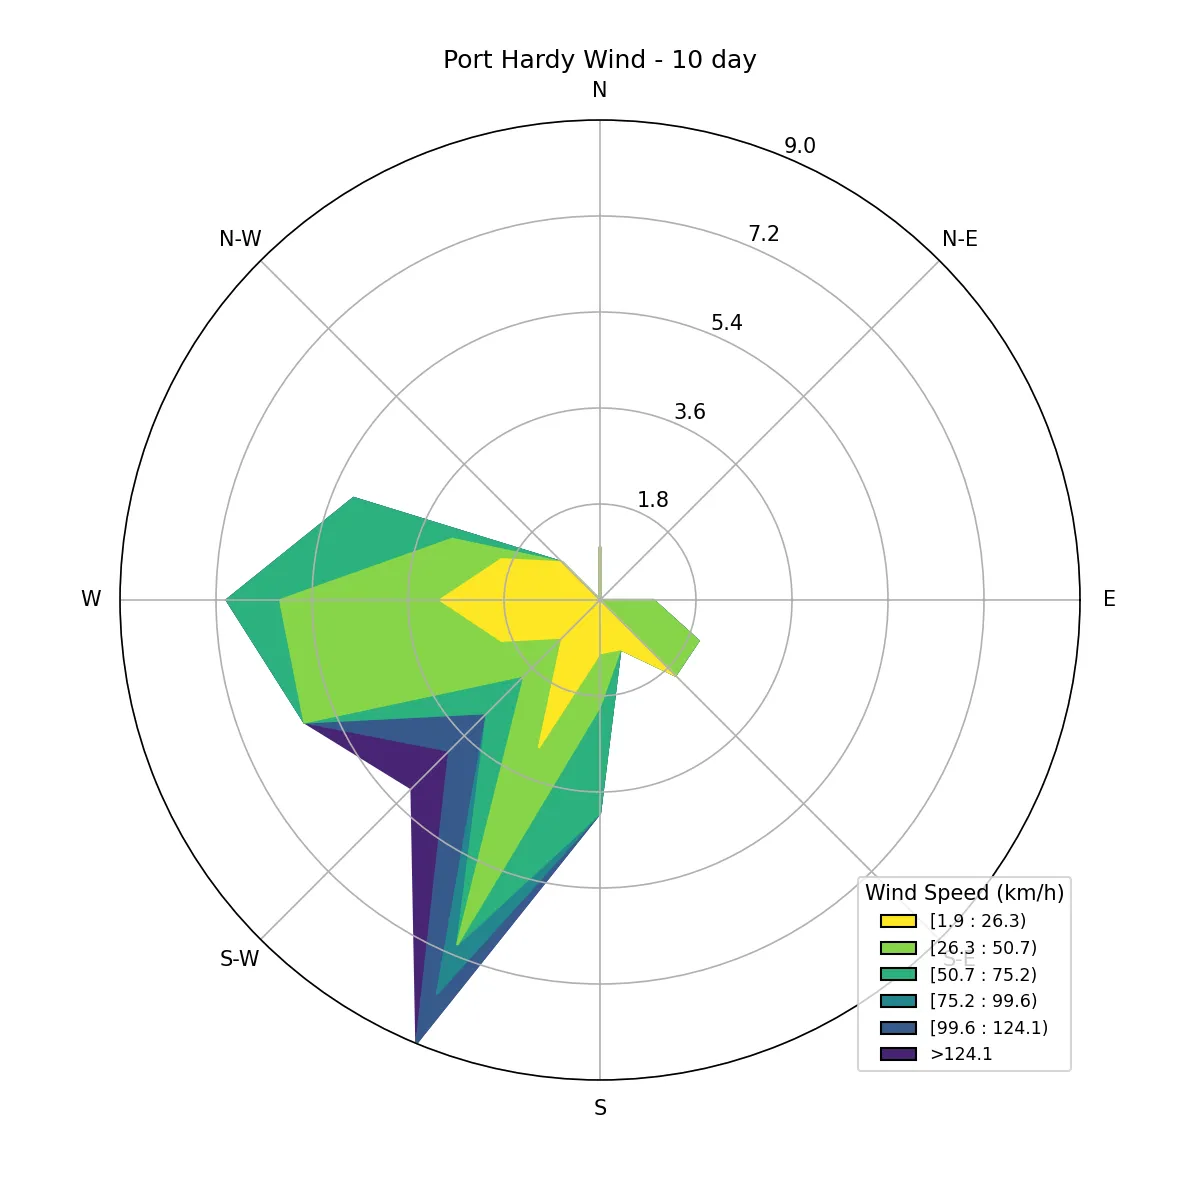 Port Hardy Wind - 10 day
N
9.0
N-W
N-E
7.2
5.4
3.6
1.8
W
E
S-W
S-E
S
Wind Speed (km/h)
[1.9 : 26.3)
[26.3 : 50.7)
[50.7 : 75.2)
[75.2 : 99.6)
[99.6 : 124.1)
>124.1